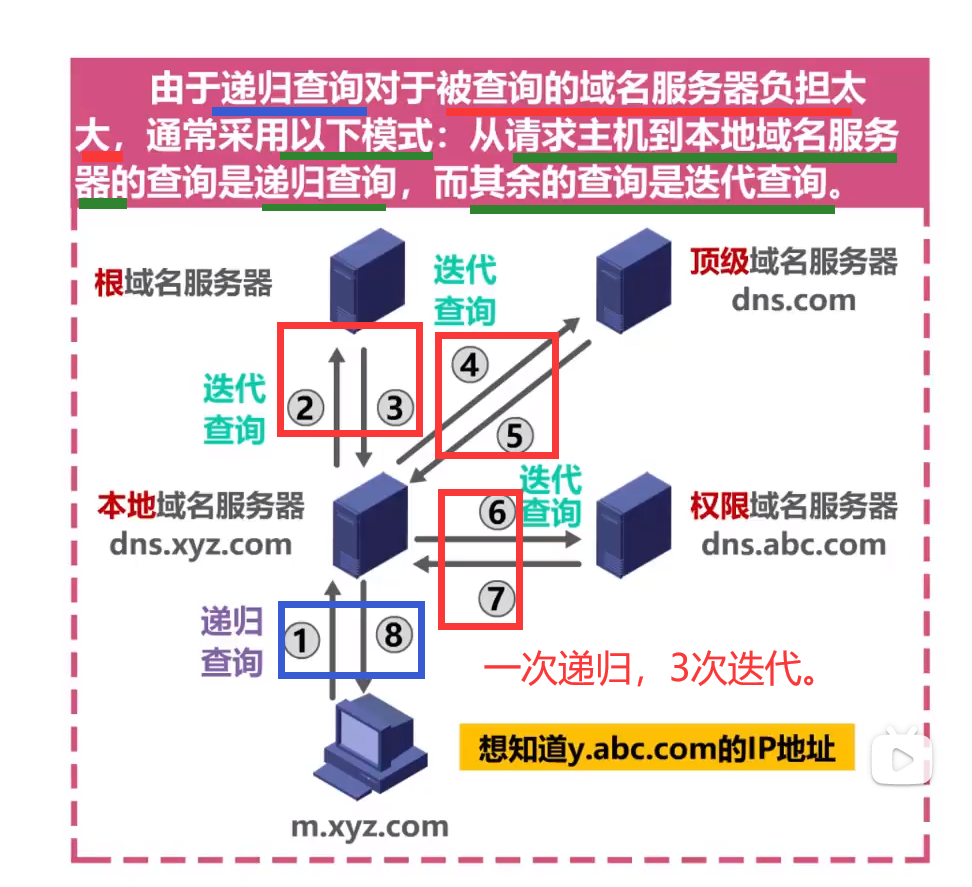 由于递归查询对于被查询的域名服务器负担太
大，通常采用以下模式：从请求主机到本地域名服务
器的查询是递归查询，而其余的查询是迭代查询。
根域名服务器
迭代
查询
顶级域名服务器
dns.com
迭代
查询
②
③
④
⑤
本地域名服务器
dns.xyz.com
迭代
查询
⑥
⑦
权限域名服务器
dns.abc.com
递归
查询
①
⑧
一次递归，3次迭代。
想知道y.abc.com的IP地址
m.xyz.com